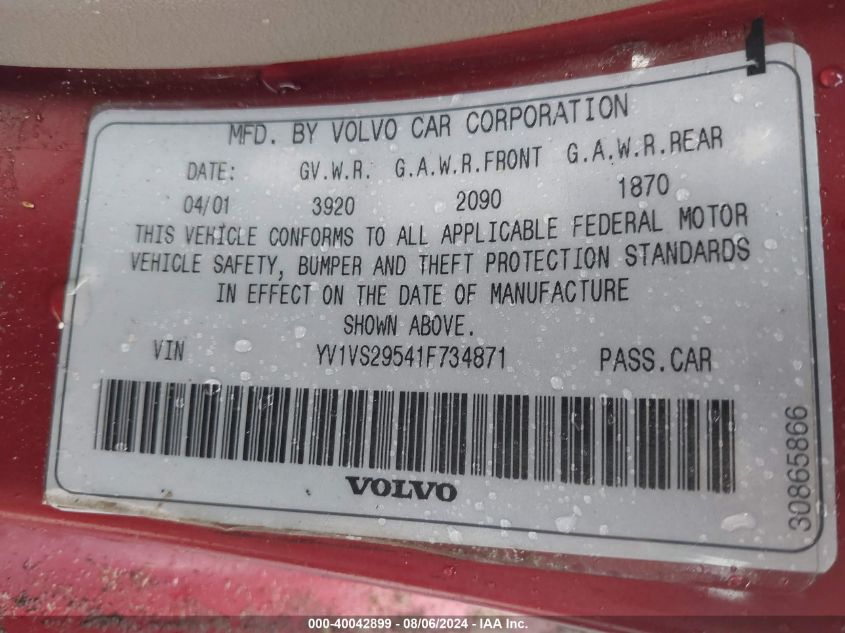 MFD. BY VOLVO CAR CORPORATION
DATE: GV.W.R. G.A.W.R.FRONT G.A.W.R.REAR
04/01 3920 2090 1870
THIS VEHICLE CONFORMS TO ALL APPLICABLE FEDERAL MOTOR
VEHICLE SAFETY, BUMPER AND THEFT PROTECTION STANDARDS
IN EFFECT ON THE DATE OF MANUFACTURE
SHOWN ABOVE.
VIN YV1VS29541F734871 PASS.CAR
VOLVO
30865866
000-40042899 - 08/06/2024 - IAAI Inc.